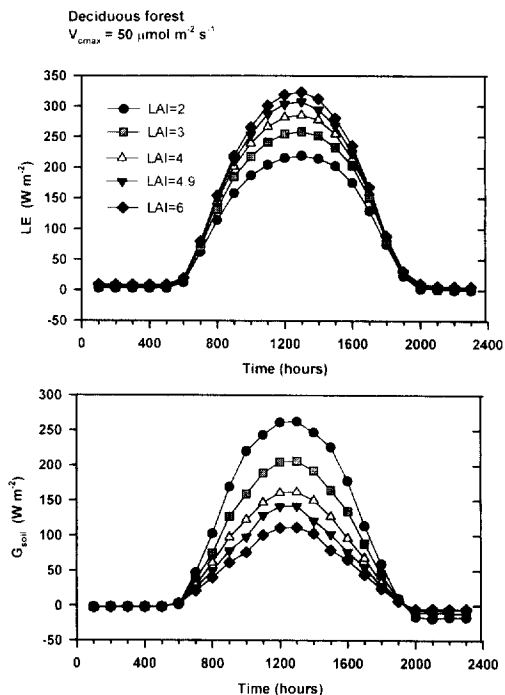 Deciduous forest
V_cmax = 50 μmol m⁻² s⁻¹
350
300
250
200
150
100
50
0
-50
LE (W m⁻²)
LAI=2
LAI=3
LAI=4
LAI=4.9
LAI=6
0 400 800 1200 1600 2000 2400
Time (hours)
300
250
200
150
100
50
0
-50
G_soil (W m⁻²)
0 400 800 1200 1600 2000 2400
Time (hours)